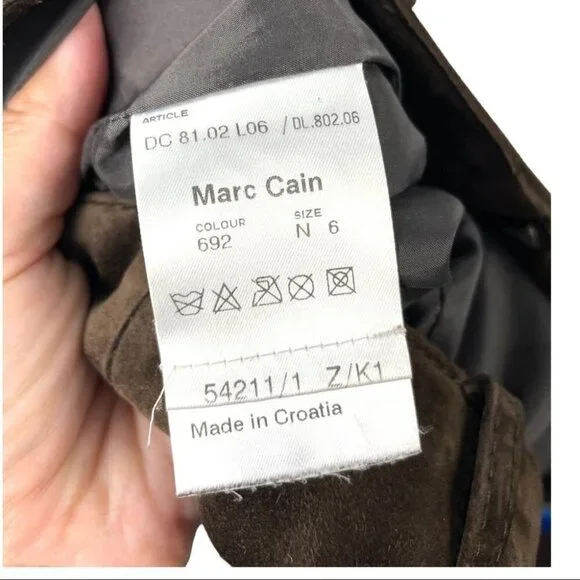 ARTICLE
DC 81.02 L06 / DL.802.06
Marc Cain
COLOUR SIZE
692 N 6
54211/1 Z/K1
Made in Croatia